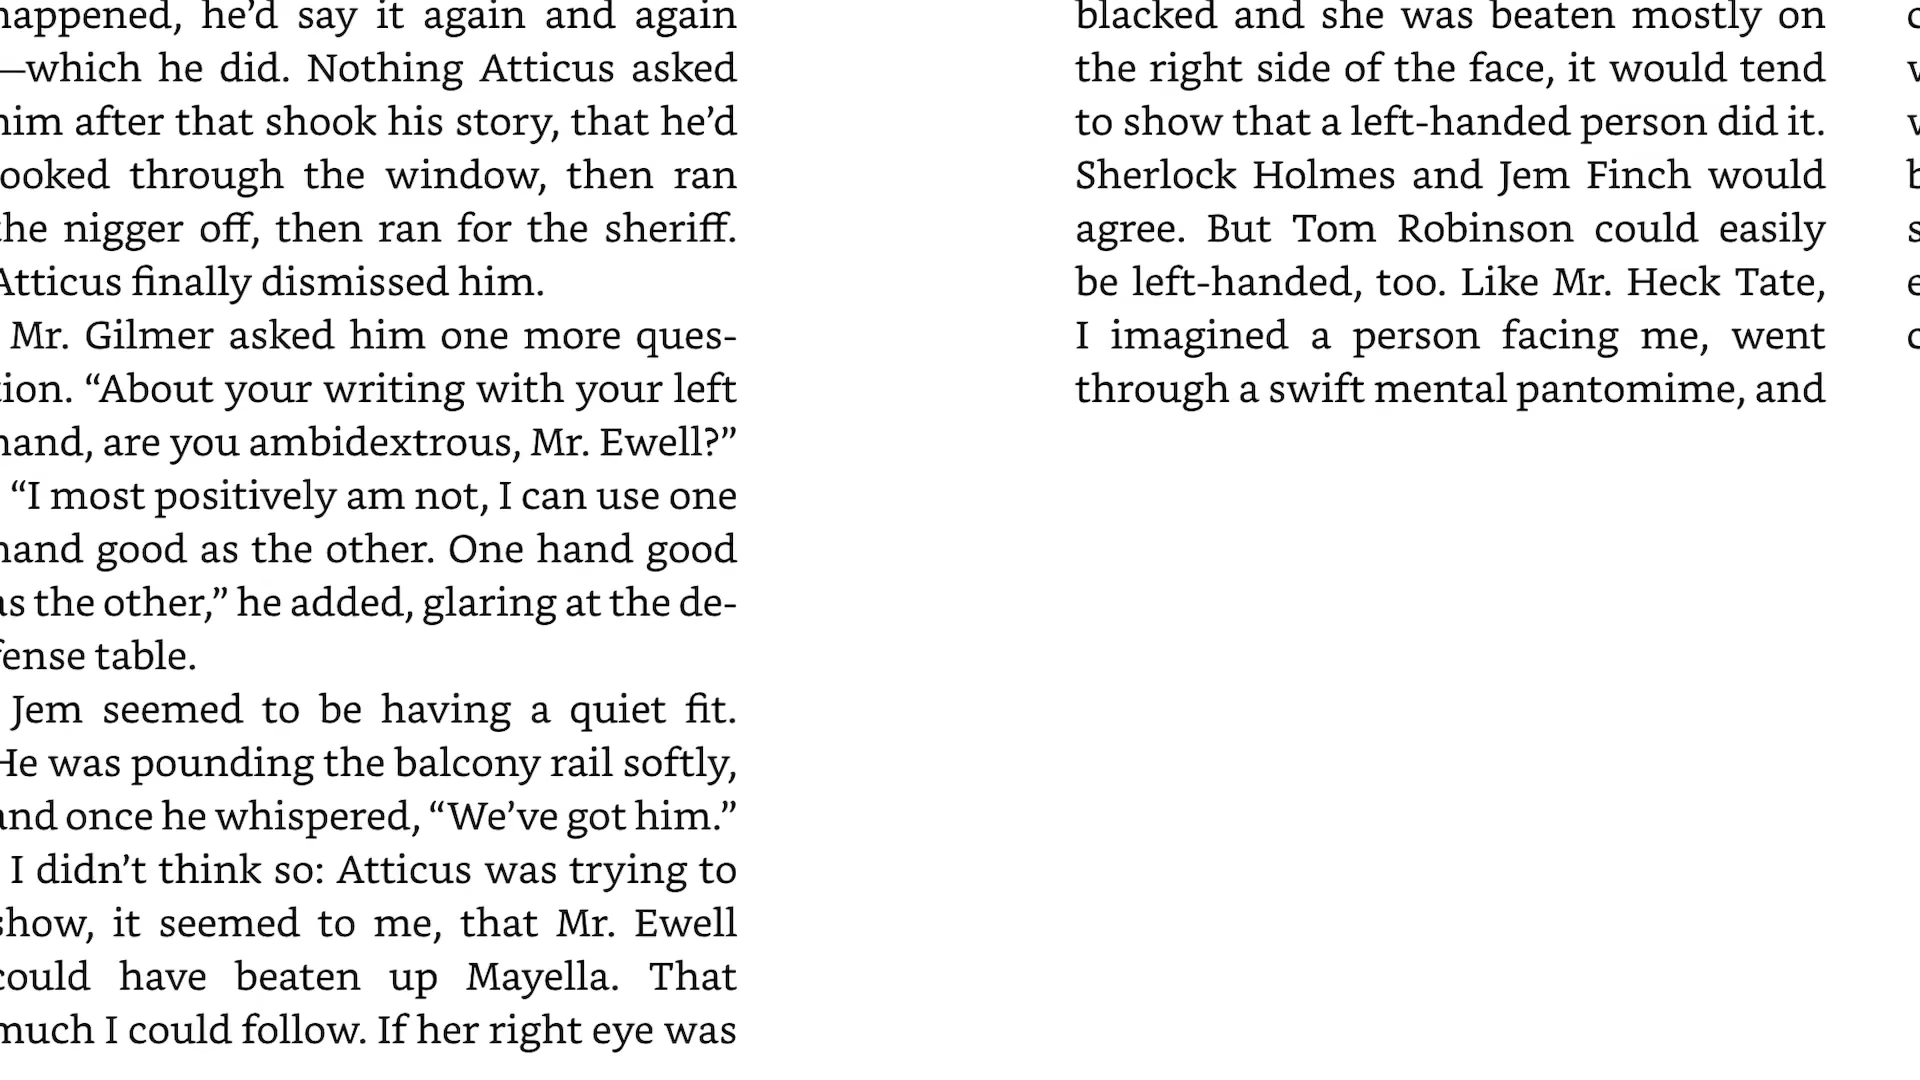 happened, he’d say it again and again
—which he did. Nothing Atticus asked
him after that shook his story, that he’d
looked through the window, then ran
the nigger off, then ran for the sheriff.
Atticus finally dismissed him.
Mr. Gilmer asked him one more ques-
tion. “About your writing with your left
hand, are you ambidextrous, Mr. Ewell?”
“I most positively am not, I can use one
hand good as the other. One hand good
as the other,” he added, glaring at the de-
fense table.
Jem seemed to be having a quiet fit.
He was pounding the balcony rail softly,
and once he whispered, “We’ve got him.”
I didn’t think so: Atticus was trying to
show, it seemed to me, that Mr. Ewell
could have beaten up Mayella. That
much I could follow. If her right eye was
blacked and she was beaten mostly on
the right side of the face, it would tend
to show that a left-handed person did it.
Sherlock Holmes and Jem Finch would
agree. But Tom Robinson could easily
be left-handed, too. Like Mr. Heck Tate,
I imagined a person facing me, went
through a swift mental pantomime, and